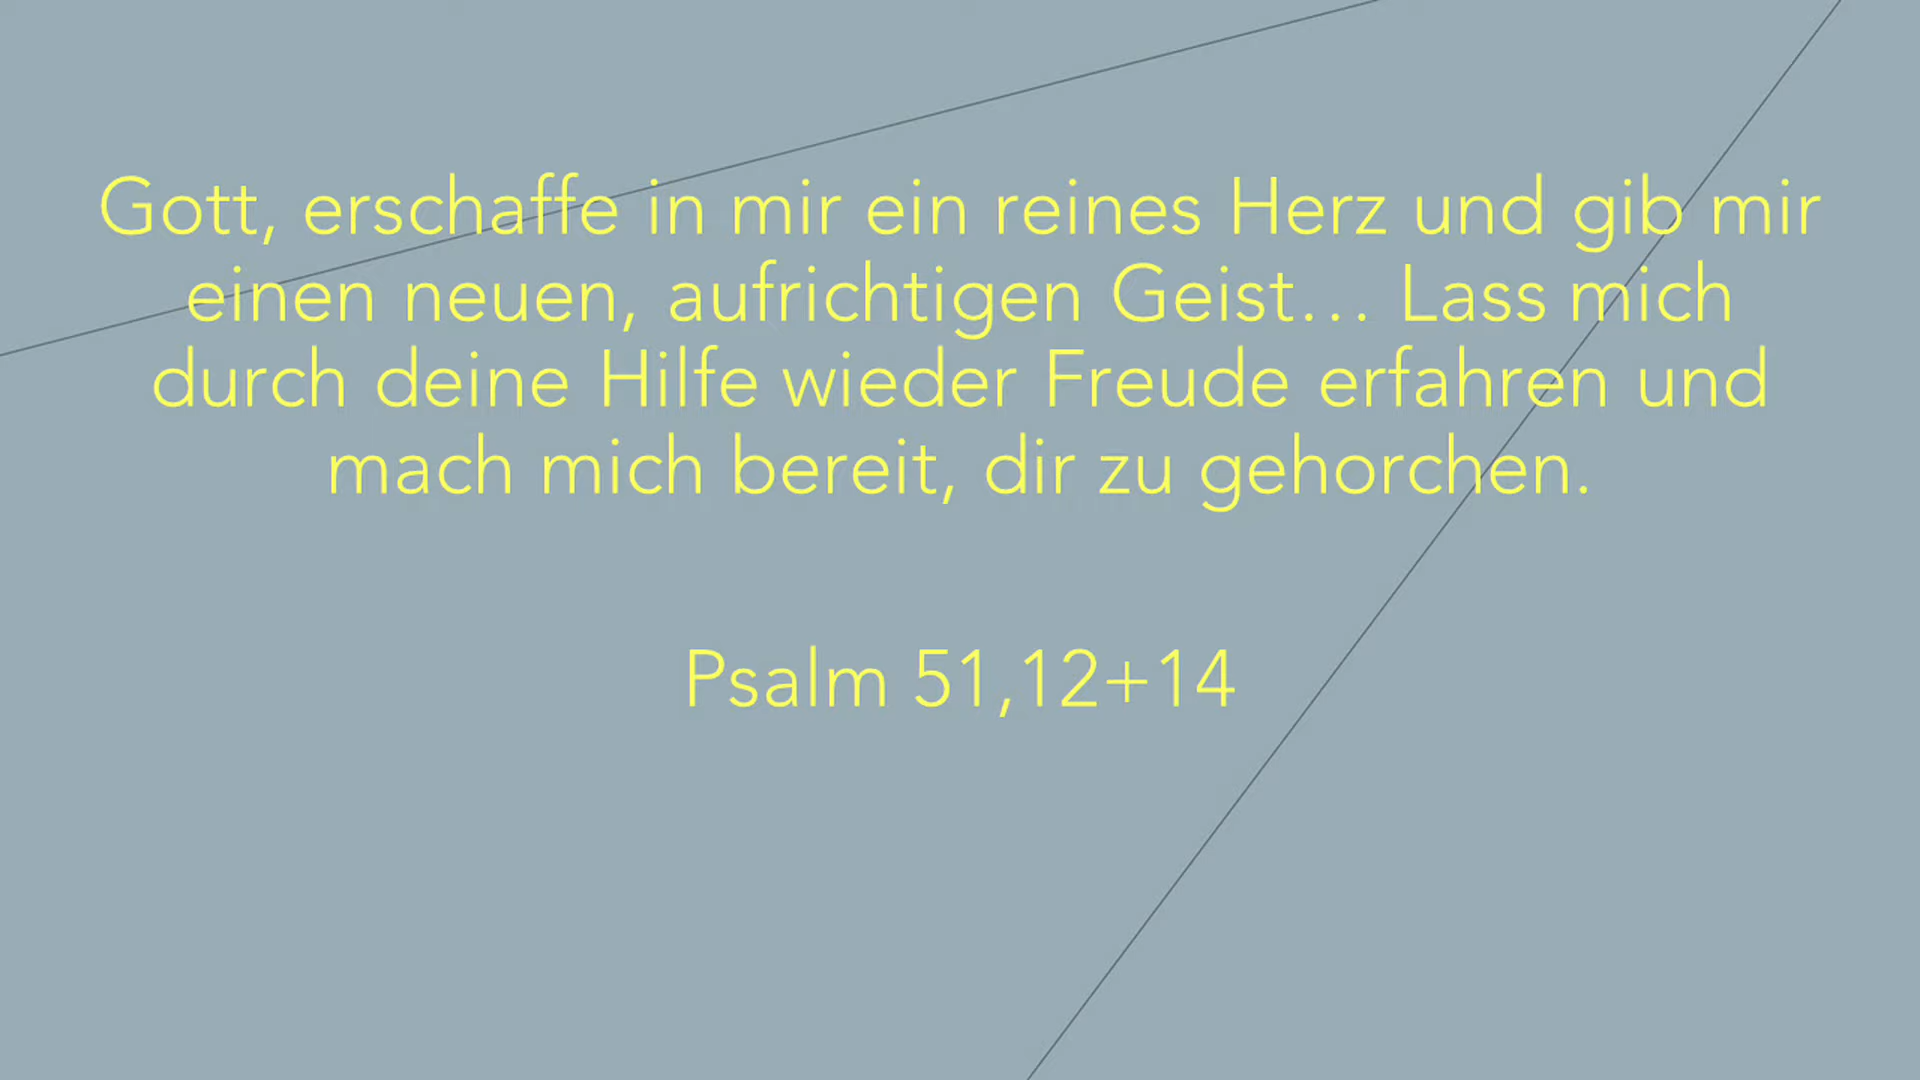 Gott, erschaffe in mir ein reines Herz und gib mir
einen neuen, aufrichtigen Geist... Lass mich
durch deine Hilfe wieder Freude erfahren und
mach mich bereit, dir zu gehorchen.
Psalm 51,12+14